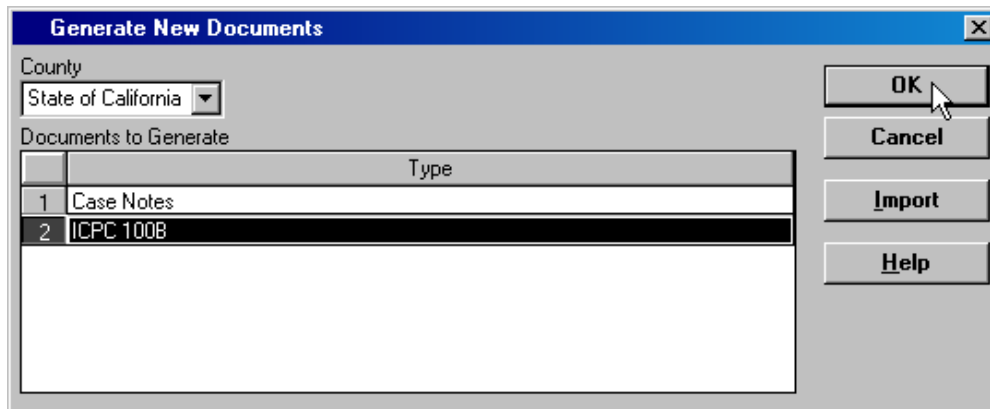 Generate New Documents
County
State of California
OK
Documents to Generate
Cancel
Type
1 Case Notes
Import
2 ICPC 100B
Help